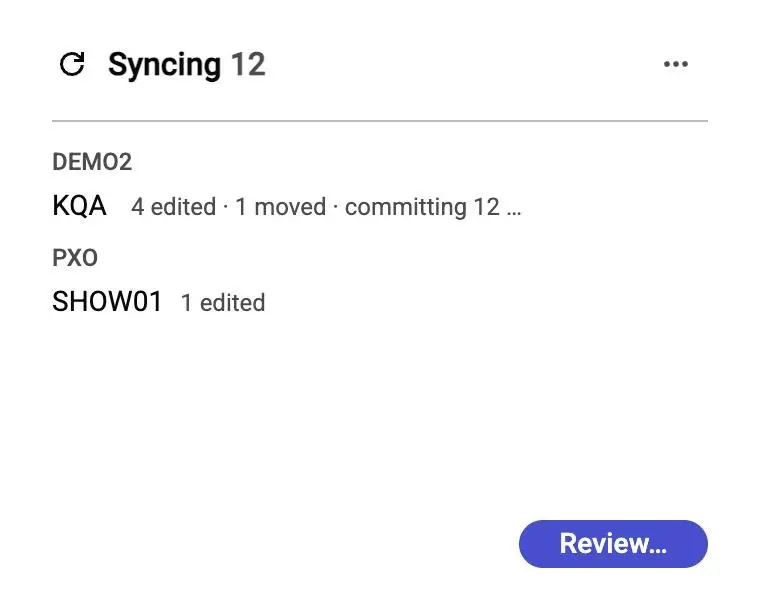 Syncing 12
DEMO2
KQA 4 edited · 1 moved · committing 12 ...
PXO
SHOW01 1 edited
Review...